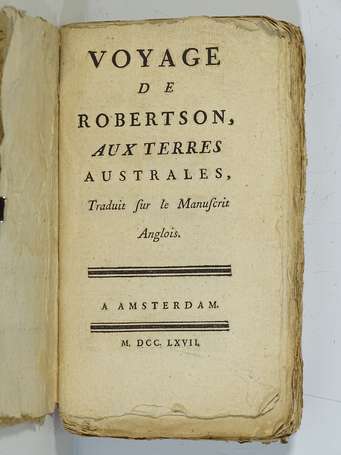 VOYAGE
DE
ROBERTSON,
AUX TERRES
AUSTRALES,
Traduit ſur le Manuſcrit
Anglois.
A AMSTERDAM.
M. DCC. LXVII.